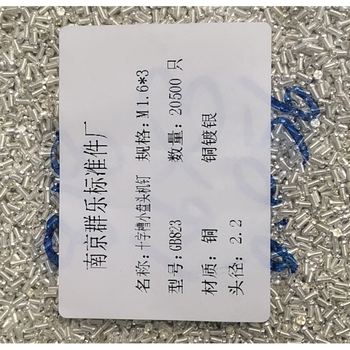 南京群乐标准件厂
名称：十字槽小盘头机钉 规格：M1.6*3
型号：GB823 数量：20500 只
材质：铜 铜镀银
头径：2.2